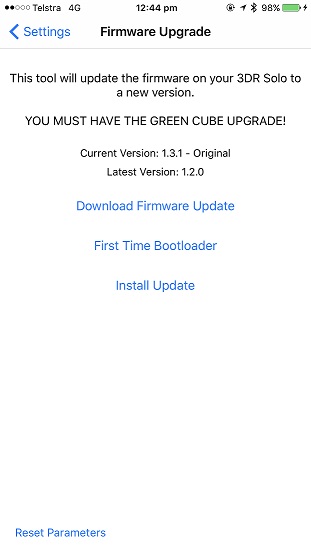 Telstra 4G 12:44 pm 98%
Settings Firmware Upgrade
This tool will update the firmware on your 3DR Solo to
a new version.
YOU MUST HAVE THE GREEN CUBE UPGRADE!
Current Version: 1.3.1 - Original
Latest Version: 1.2.0
Download Firmware Update
First Time Bootloader
Install Update
Reset Parameters